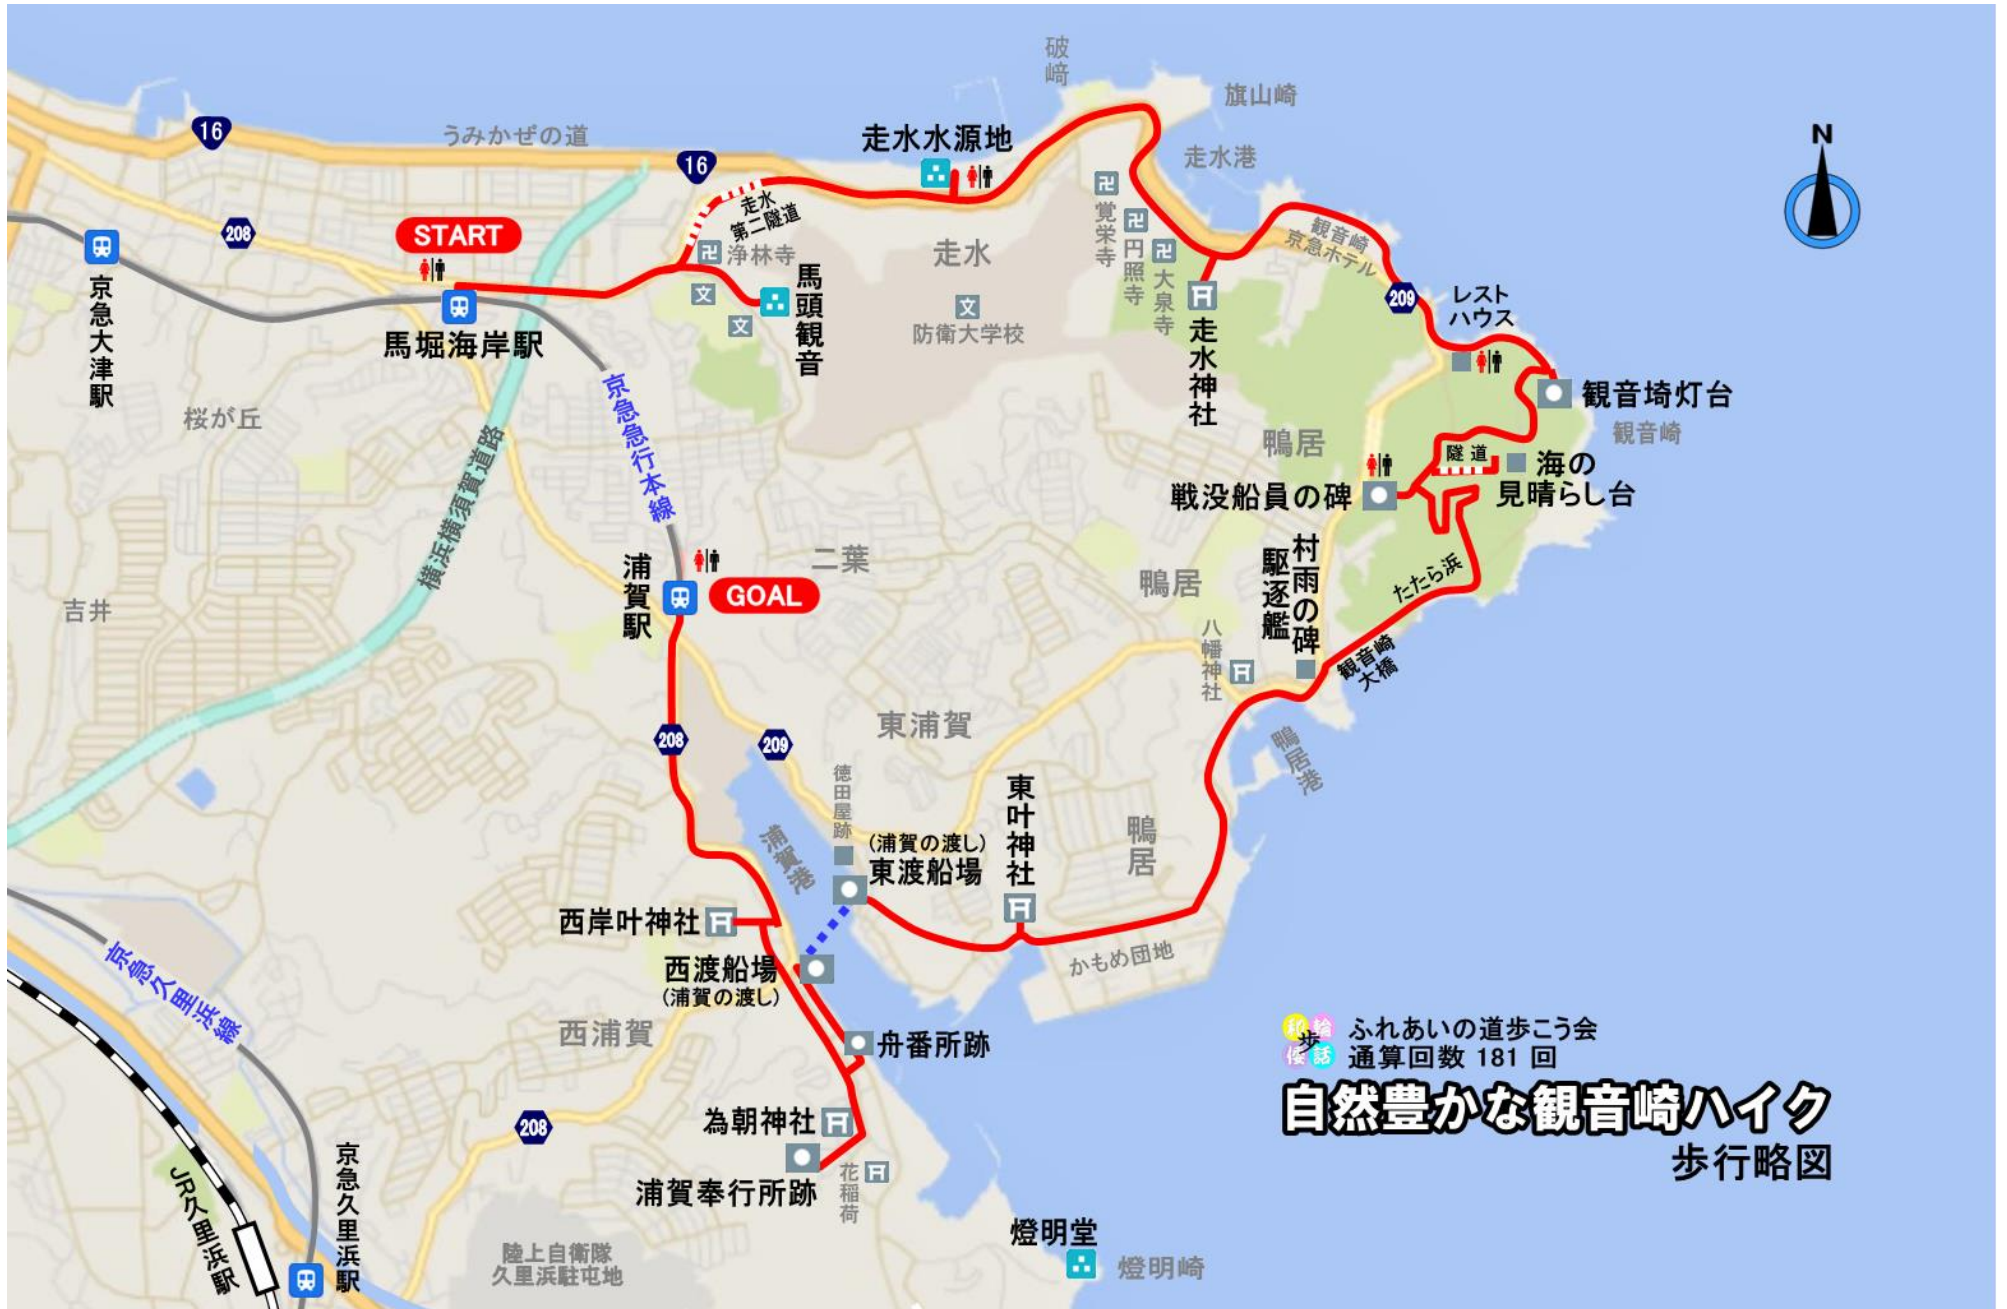 破﨑
旗山崎
16
うみかぜの道
走水水源地
16
走水港
N
走水
第二隧道
208
START
浄林寺
走水
覚栄寺
円照寺
大泉寺
観音崎
京急ホテル
文
文
馬頭観音
文
防衛大学校
走水神社
209
レスト
ハウス
京急大津駅
馬堀海岸駅
観音埼灯台
観音崎
桜が丘
京急急行本線
横浜横須賀道路
鴨居
隧道
海の
見晴らし台
戦没船員の碑
浦賀駅
GOAL
二葉
鴨居
駆逐艦
村雨の碑
たたら浜
吉井
八幡神社
観音崎
大橋
東浦賀
208
209
鴨居港
徳田屋跡
浦賀港
(浦賀の渡し)
東渡船場
東叶神社
鴨居
西岸叶神社
西渡船場
(浦賀の渡し)
かもめ団地
京急久里浜線
西浦賀
舟番所跡
和
輪
歩
倭
話
ふれあいの道歩こう会
通算回数 181 回
自然豊かな観音崎ハイク
歩行略図
208
為朝神社
浦賀奉行所跡
花稲荷
JR久里浜駅
京急久里浜駅
陸上自衛隊
久里浜駐屯地
燈明堂
燈明崎